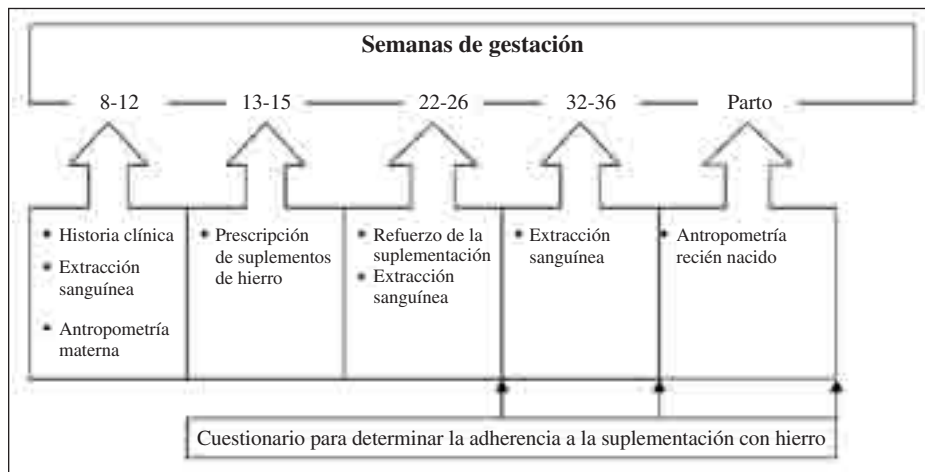 Semanas de gestación
8-12 13-15 22-26 32-36 Parto
• Historia clínica
• Extracción
sanguínea
• Antropometría
materna
• Prescripción
de suplementos
de hierro
• Refuerzo de la
suplementación
• Extracción
sanguínea
• Extracción
sanguínea
• Antropometría
recién nacido
Cuestionario para determinar la adherencia a la suplementación con hierro